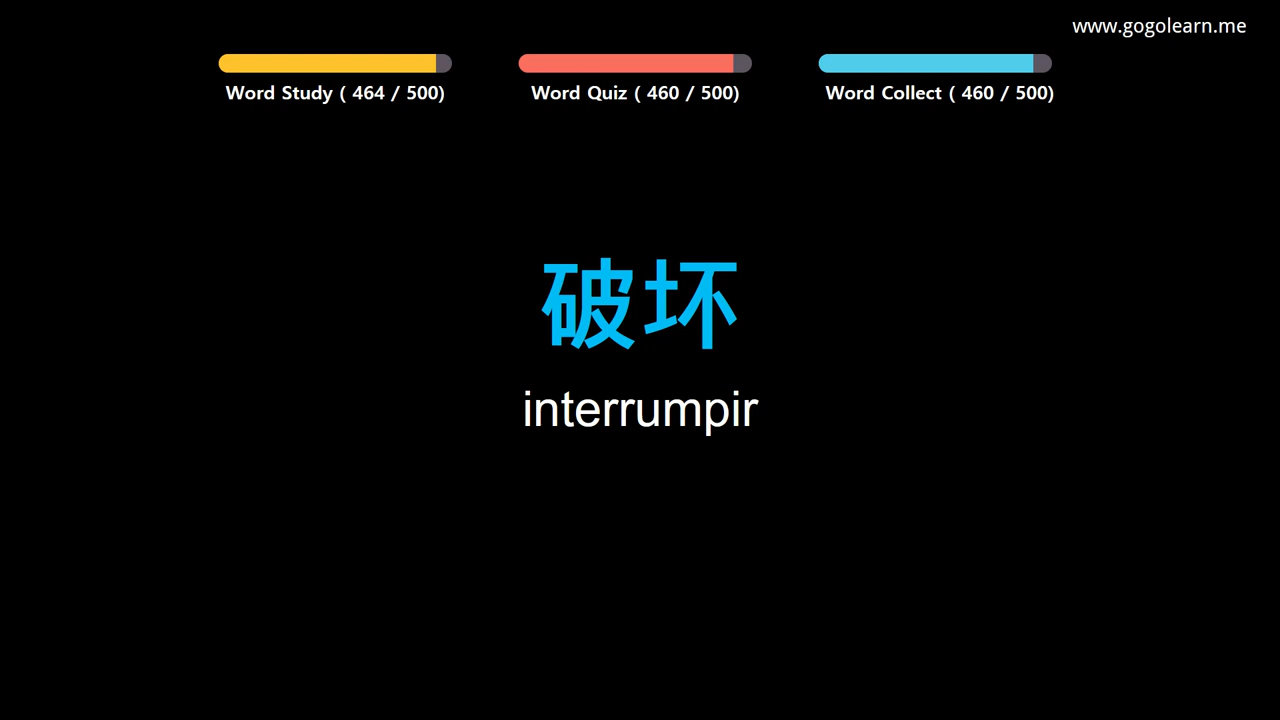 www.gogolearn.me
Word Study ( 464 / 500)
Word Quiz ( 460 / 500)
Word Collect ( 460 / 500)
破坏
interrumpir